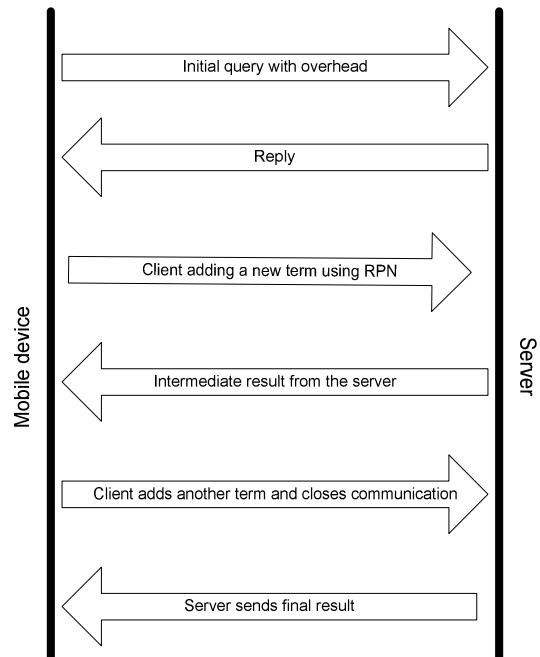 Initial query with overhead
Reply
Client adding a new term using RPN
Mobile device
Server
Intermediate result from the server
Client adds another term and closes communication
Server sends final result